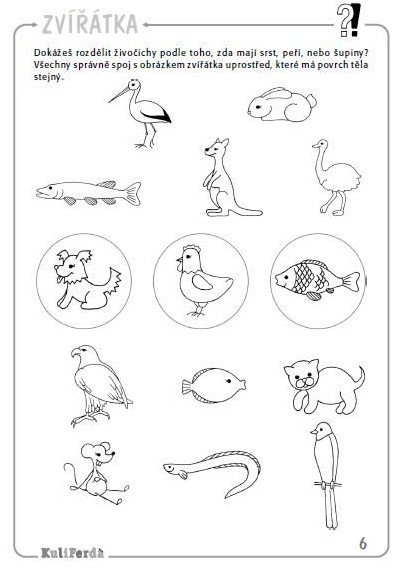 ZVÍŘÁTKA
Dokážeš rozdělit živočichy podle toho, zda mají srst, peří, nebo šupiny?
Všechny správně spoj s obrázkem zvířátka uprostřed, které má povrch těla
stejný.
6
KuliFerda